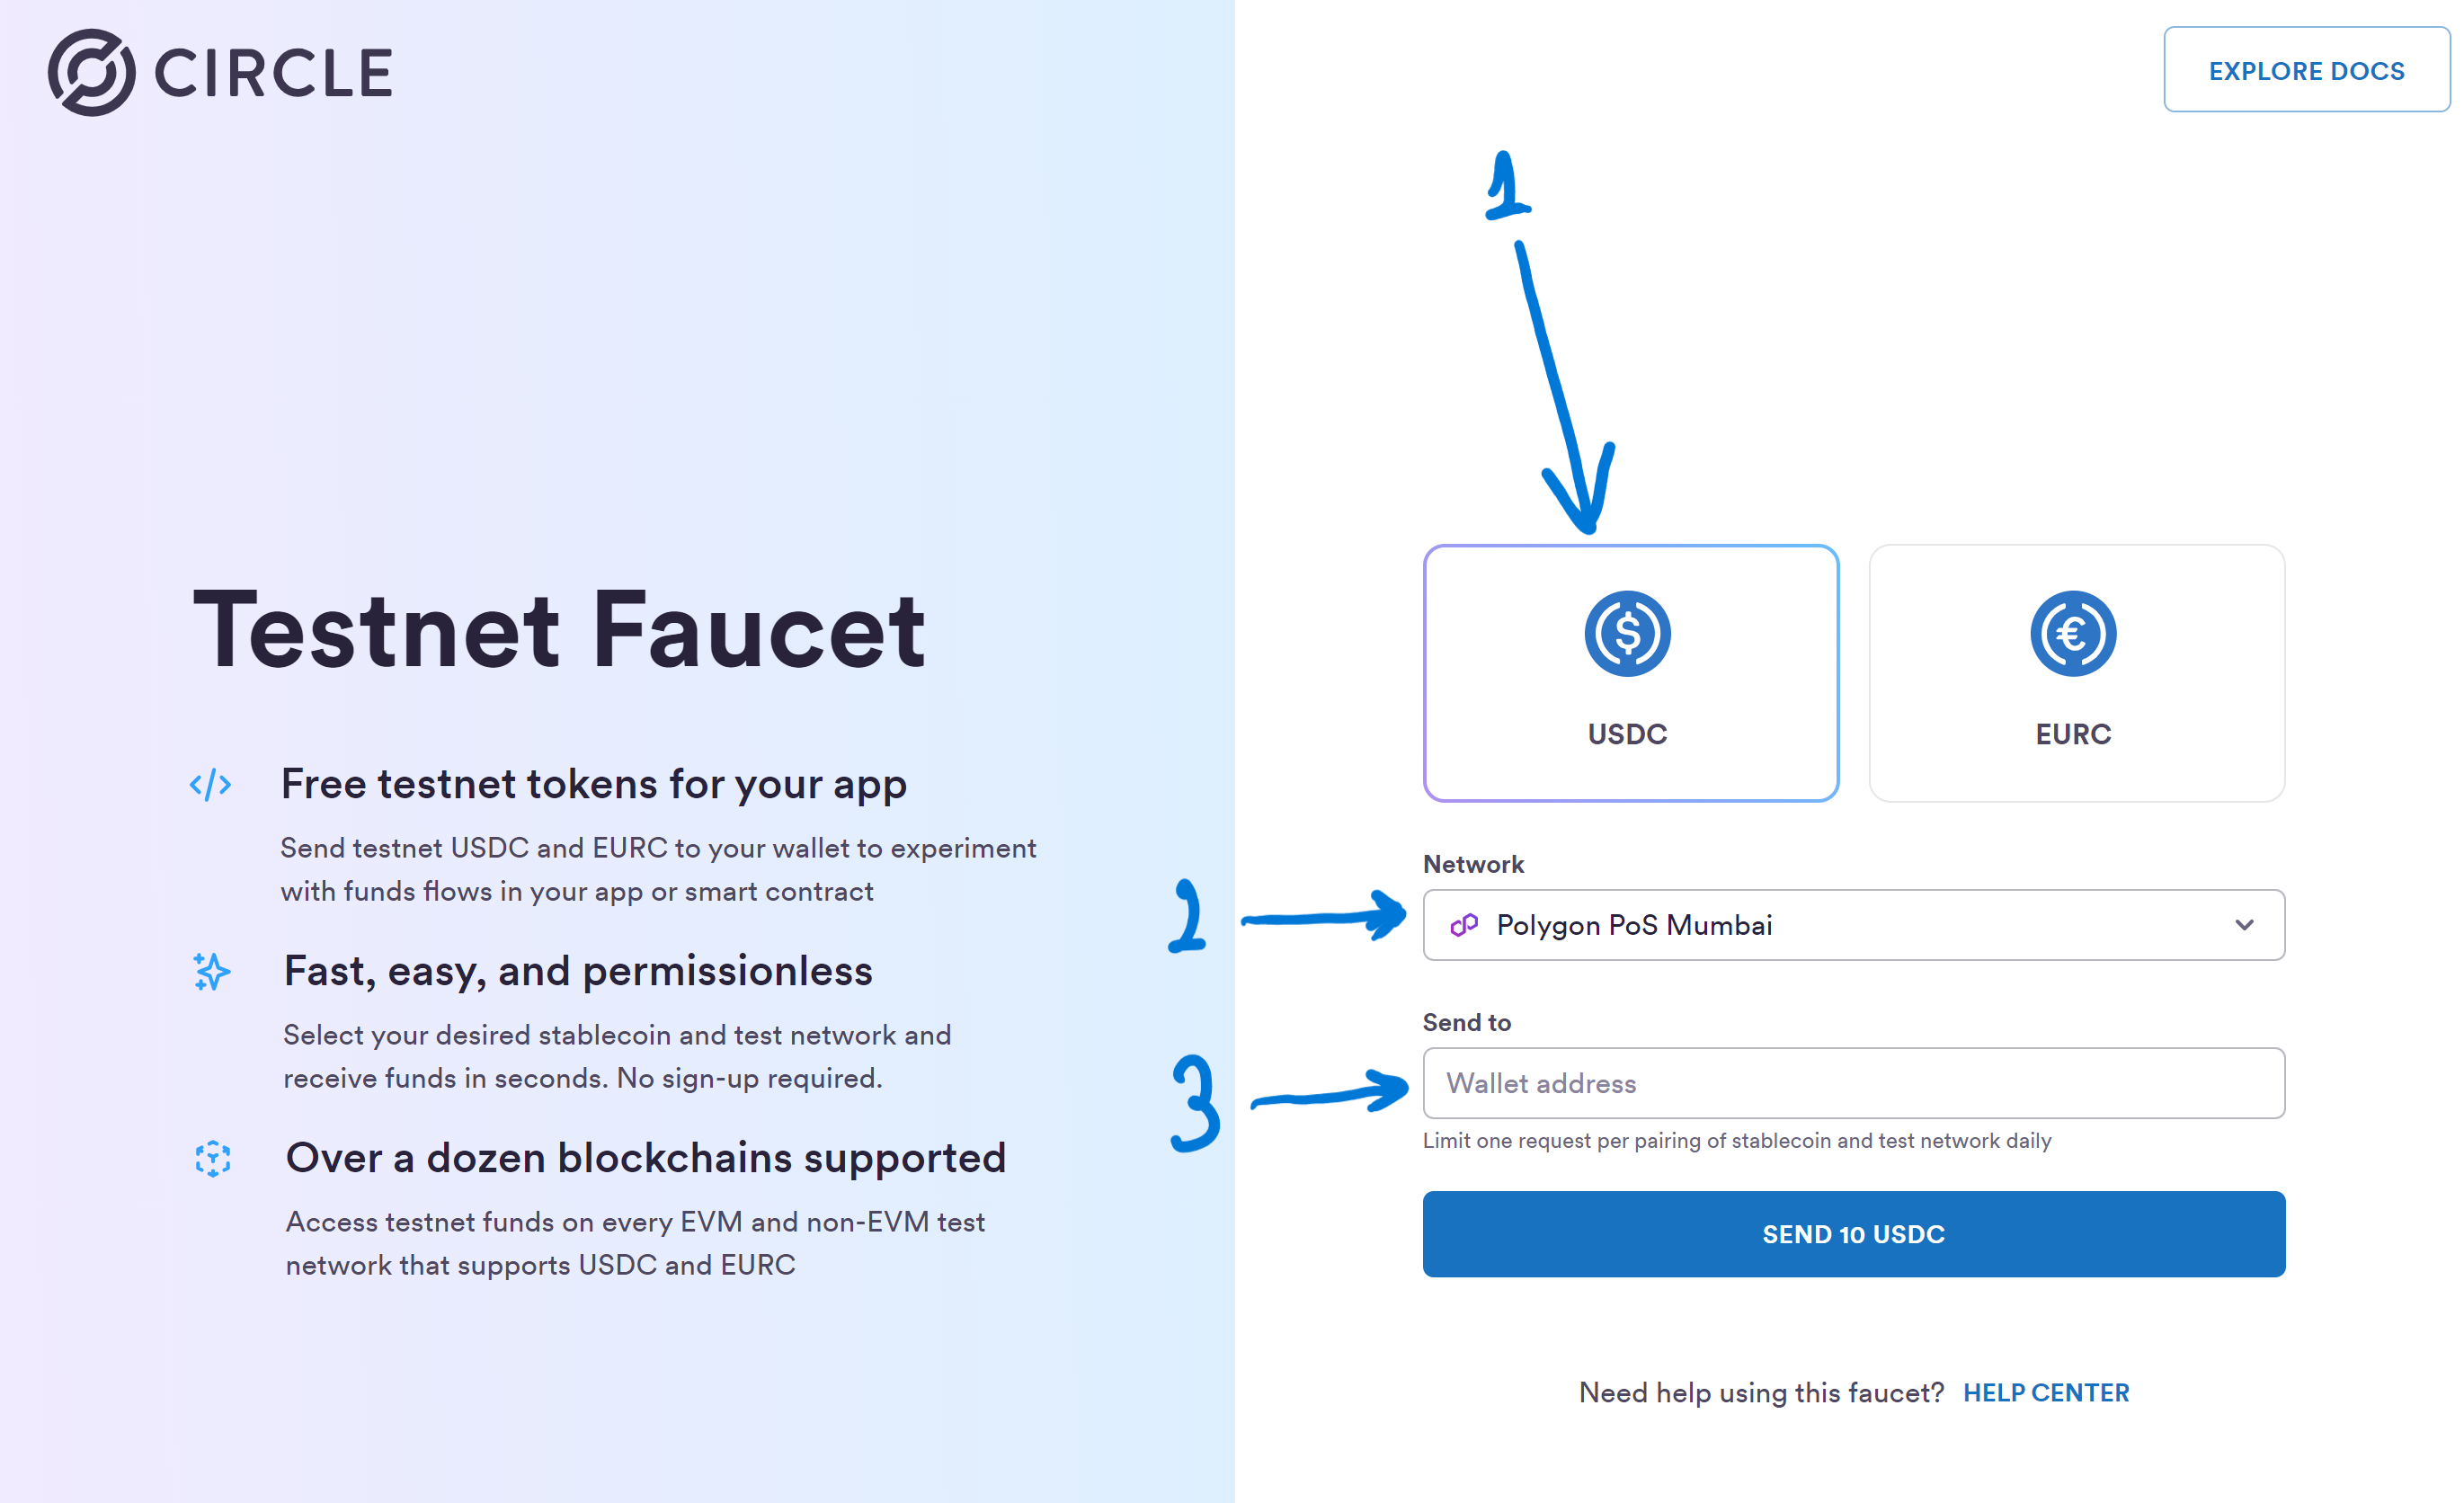 CIRCLE
EXPLORE DOCS
1
Testnet Faucet
Free testnet tokens for your app
Send testnet USDC and EURC to your wallet to experiment
with funds flows in your app or smart contract
Fast, easy, and permissionless
Select your desired stablecoin and test network and
receive funds in seconds. No sign-up required.
Over a dozen blockchains supported
Access testnet funds on every EVM and non-EVM test
network that supports USDC and EURC
$
USDC
€
EURC
Network
2
Polygon PoS Mumbai
Send to
3
Wallet address
Limit one request per pairing of stablecoin and test network daily
SEND 10 USDC
Need help using this faucet? HELP CENTER